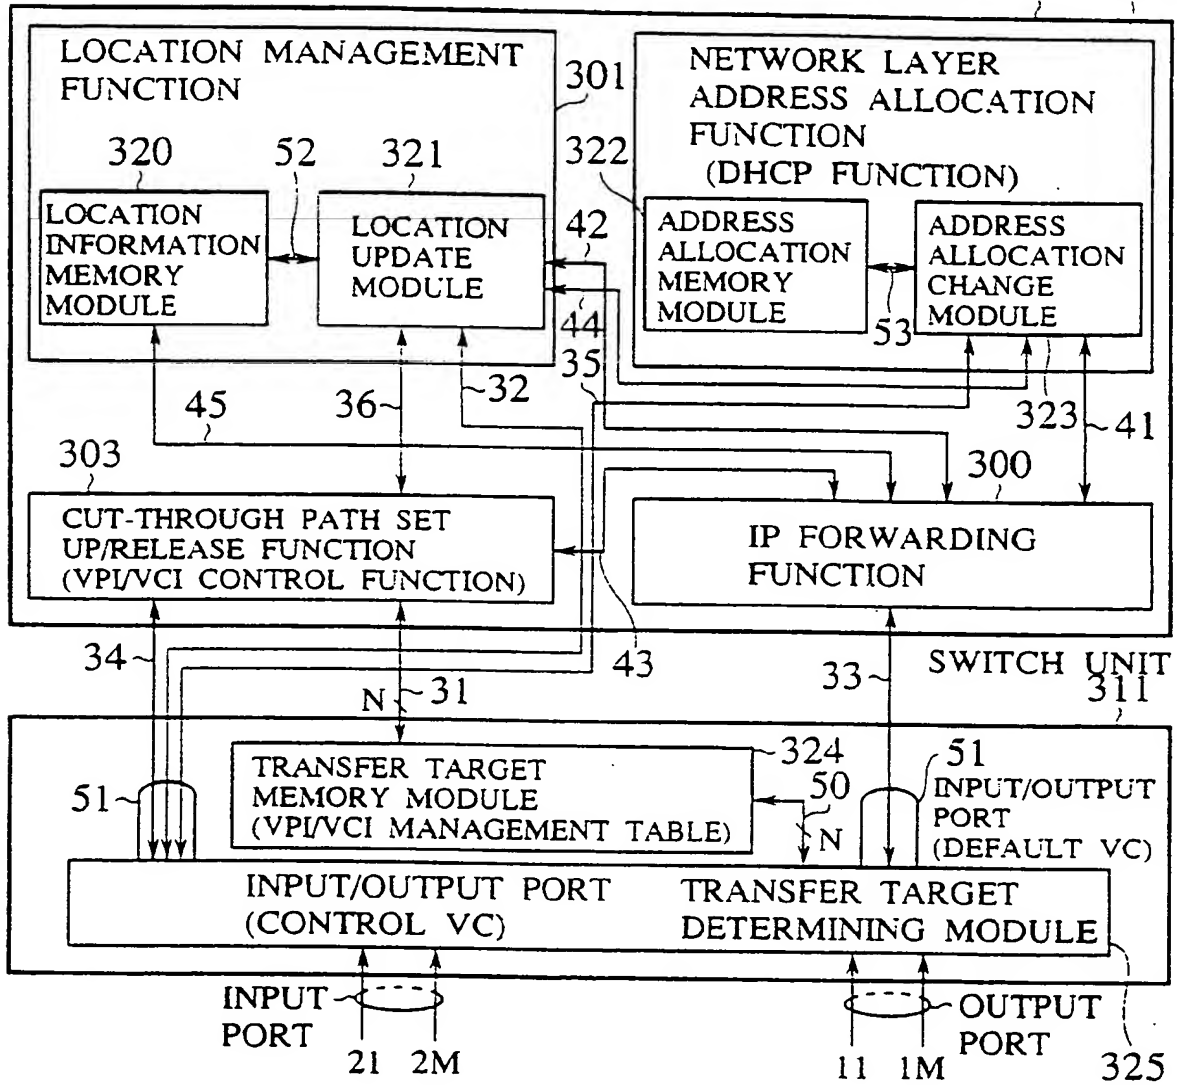 LOCATION MANAGEMENT
FUNCTION
301
NETWORK LAYER
ADDRESS ALLOCATION
FUNCTION
(DHCP FUNCTION)
320
52
321
322
LOCATION
INFORMATION
MEMORY
MODULE
LOCATION
UPDATE
MODULE
42
44
ADDRESS
ALLOCATION
MEMORY
MODULE
53
ADDRESS
ALLOCATION
CHANGE
MODULE
45
36
32
35
323
41
303
300
CUT-THROUGH PATH SET
UP/RELEASE FUNCTION
(VPI/VCI CONTROL FUNCTION)
IP FORWARDING
FUNCTION
34
N
31
43
33
SWITCH UNIT
311
51
TRANSFER TARGET
MEMORY MODULE
(VPI/VCI MANAGEMENT TABLE)
324
50
N
51
INPUT/OUTPUT
PORT
(DEFAULT VC)
INPUT/OUTPUT PORT
(CONTROL VC)
TRANSFER TARGET
DETERMINING MODULE
INPUT
PORT
21
2M
11
1M
OUTPUT
PORT
325